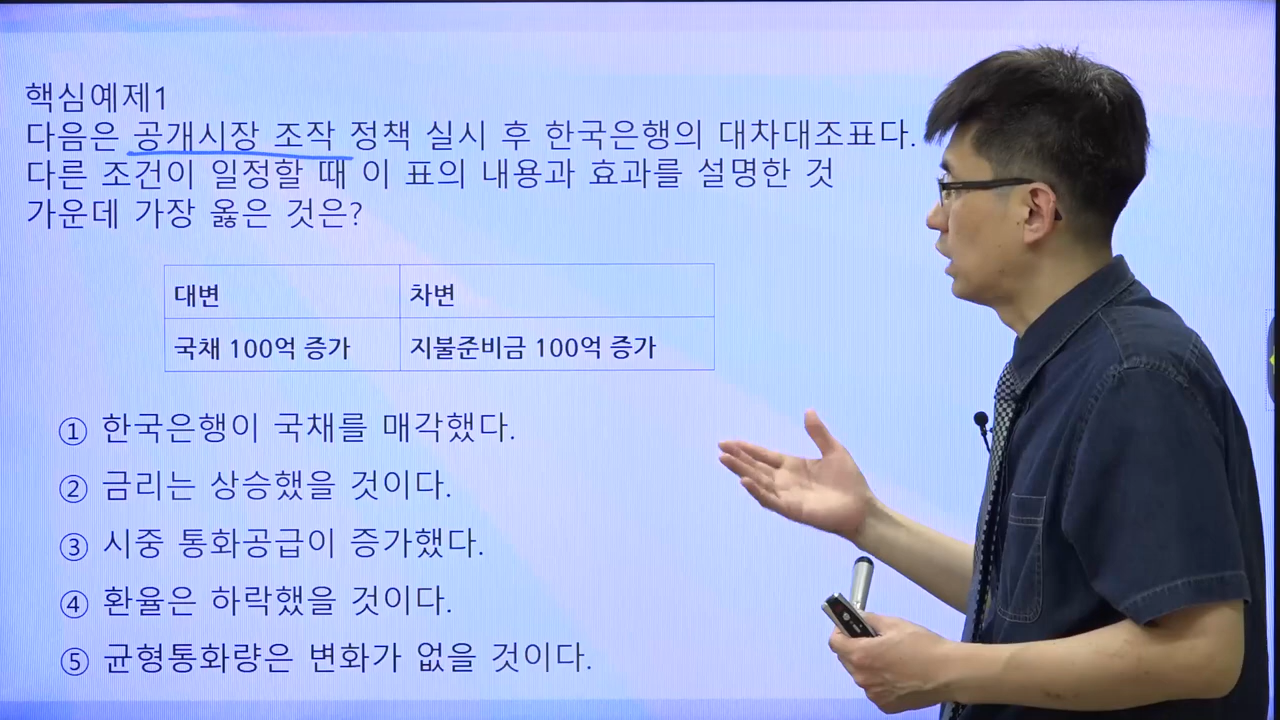 핵심예제1
다음은 공개시장 조작 정책 실시 후 한국은행의 대차대조표다.
다른 조건이 일정할 때 이 표의 내용과 효과를 설명한 것
가운데 가장 옳은 것은?
대변 차변
국채 100억 증가 지불준비금 100억 증가
① 한국은행이 국채를 매각했다.
② 금리는 상승했을 것이다.
③ 시중 통화공급이 증가했다.
④ 환율은 하락했을 것이다.
⑤ 균형통화량은 변화가 없을 것이다.